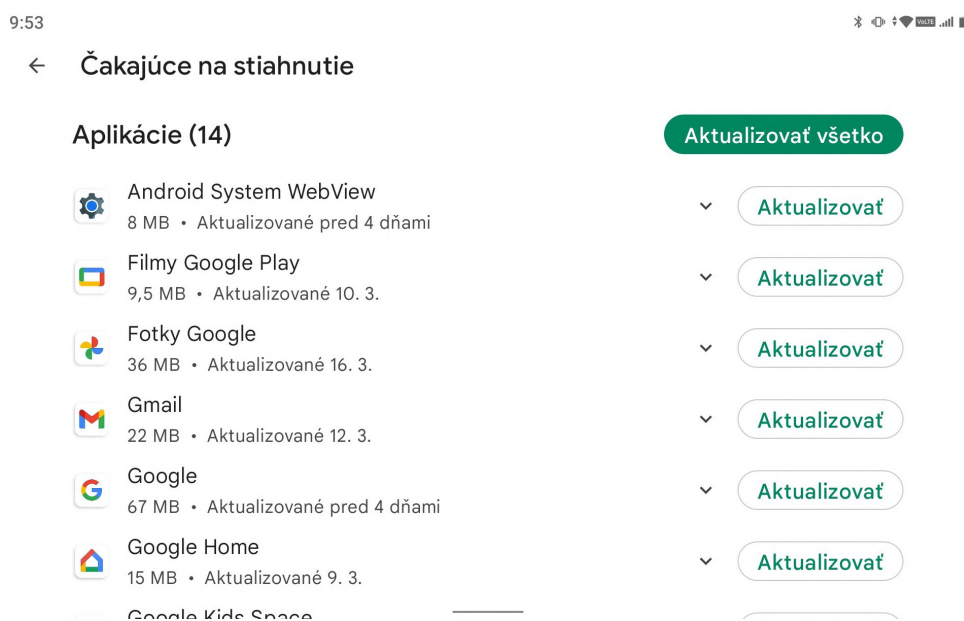 9:53
VoLTE
Čakajúce na stiahnutie
Aplikácie (14)
Aktualizovať všetko
Android System WebView
8 MB • Aktualizované pred 4 dňami
Aktualizovať
Filmy Google Play
9,5 MB • Aktualizované 10. 3.
Aktualizovať
Fotky Google
36 MB • Aktualizované 16. 3.
Aktualizovať
Gmail
22 MB • Aktualizované 12. 3.
Aktualizovať
Google
67 MB • Aktualizované pred 4 dňami
Aktualizovať
Google Home
15 MB • Aktualizované 9. 3.
Aktualizovať
Google Kids Space